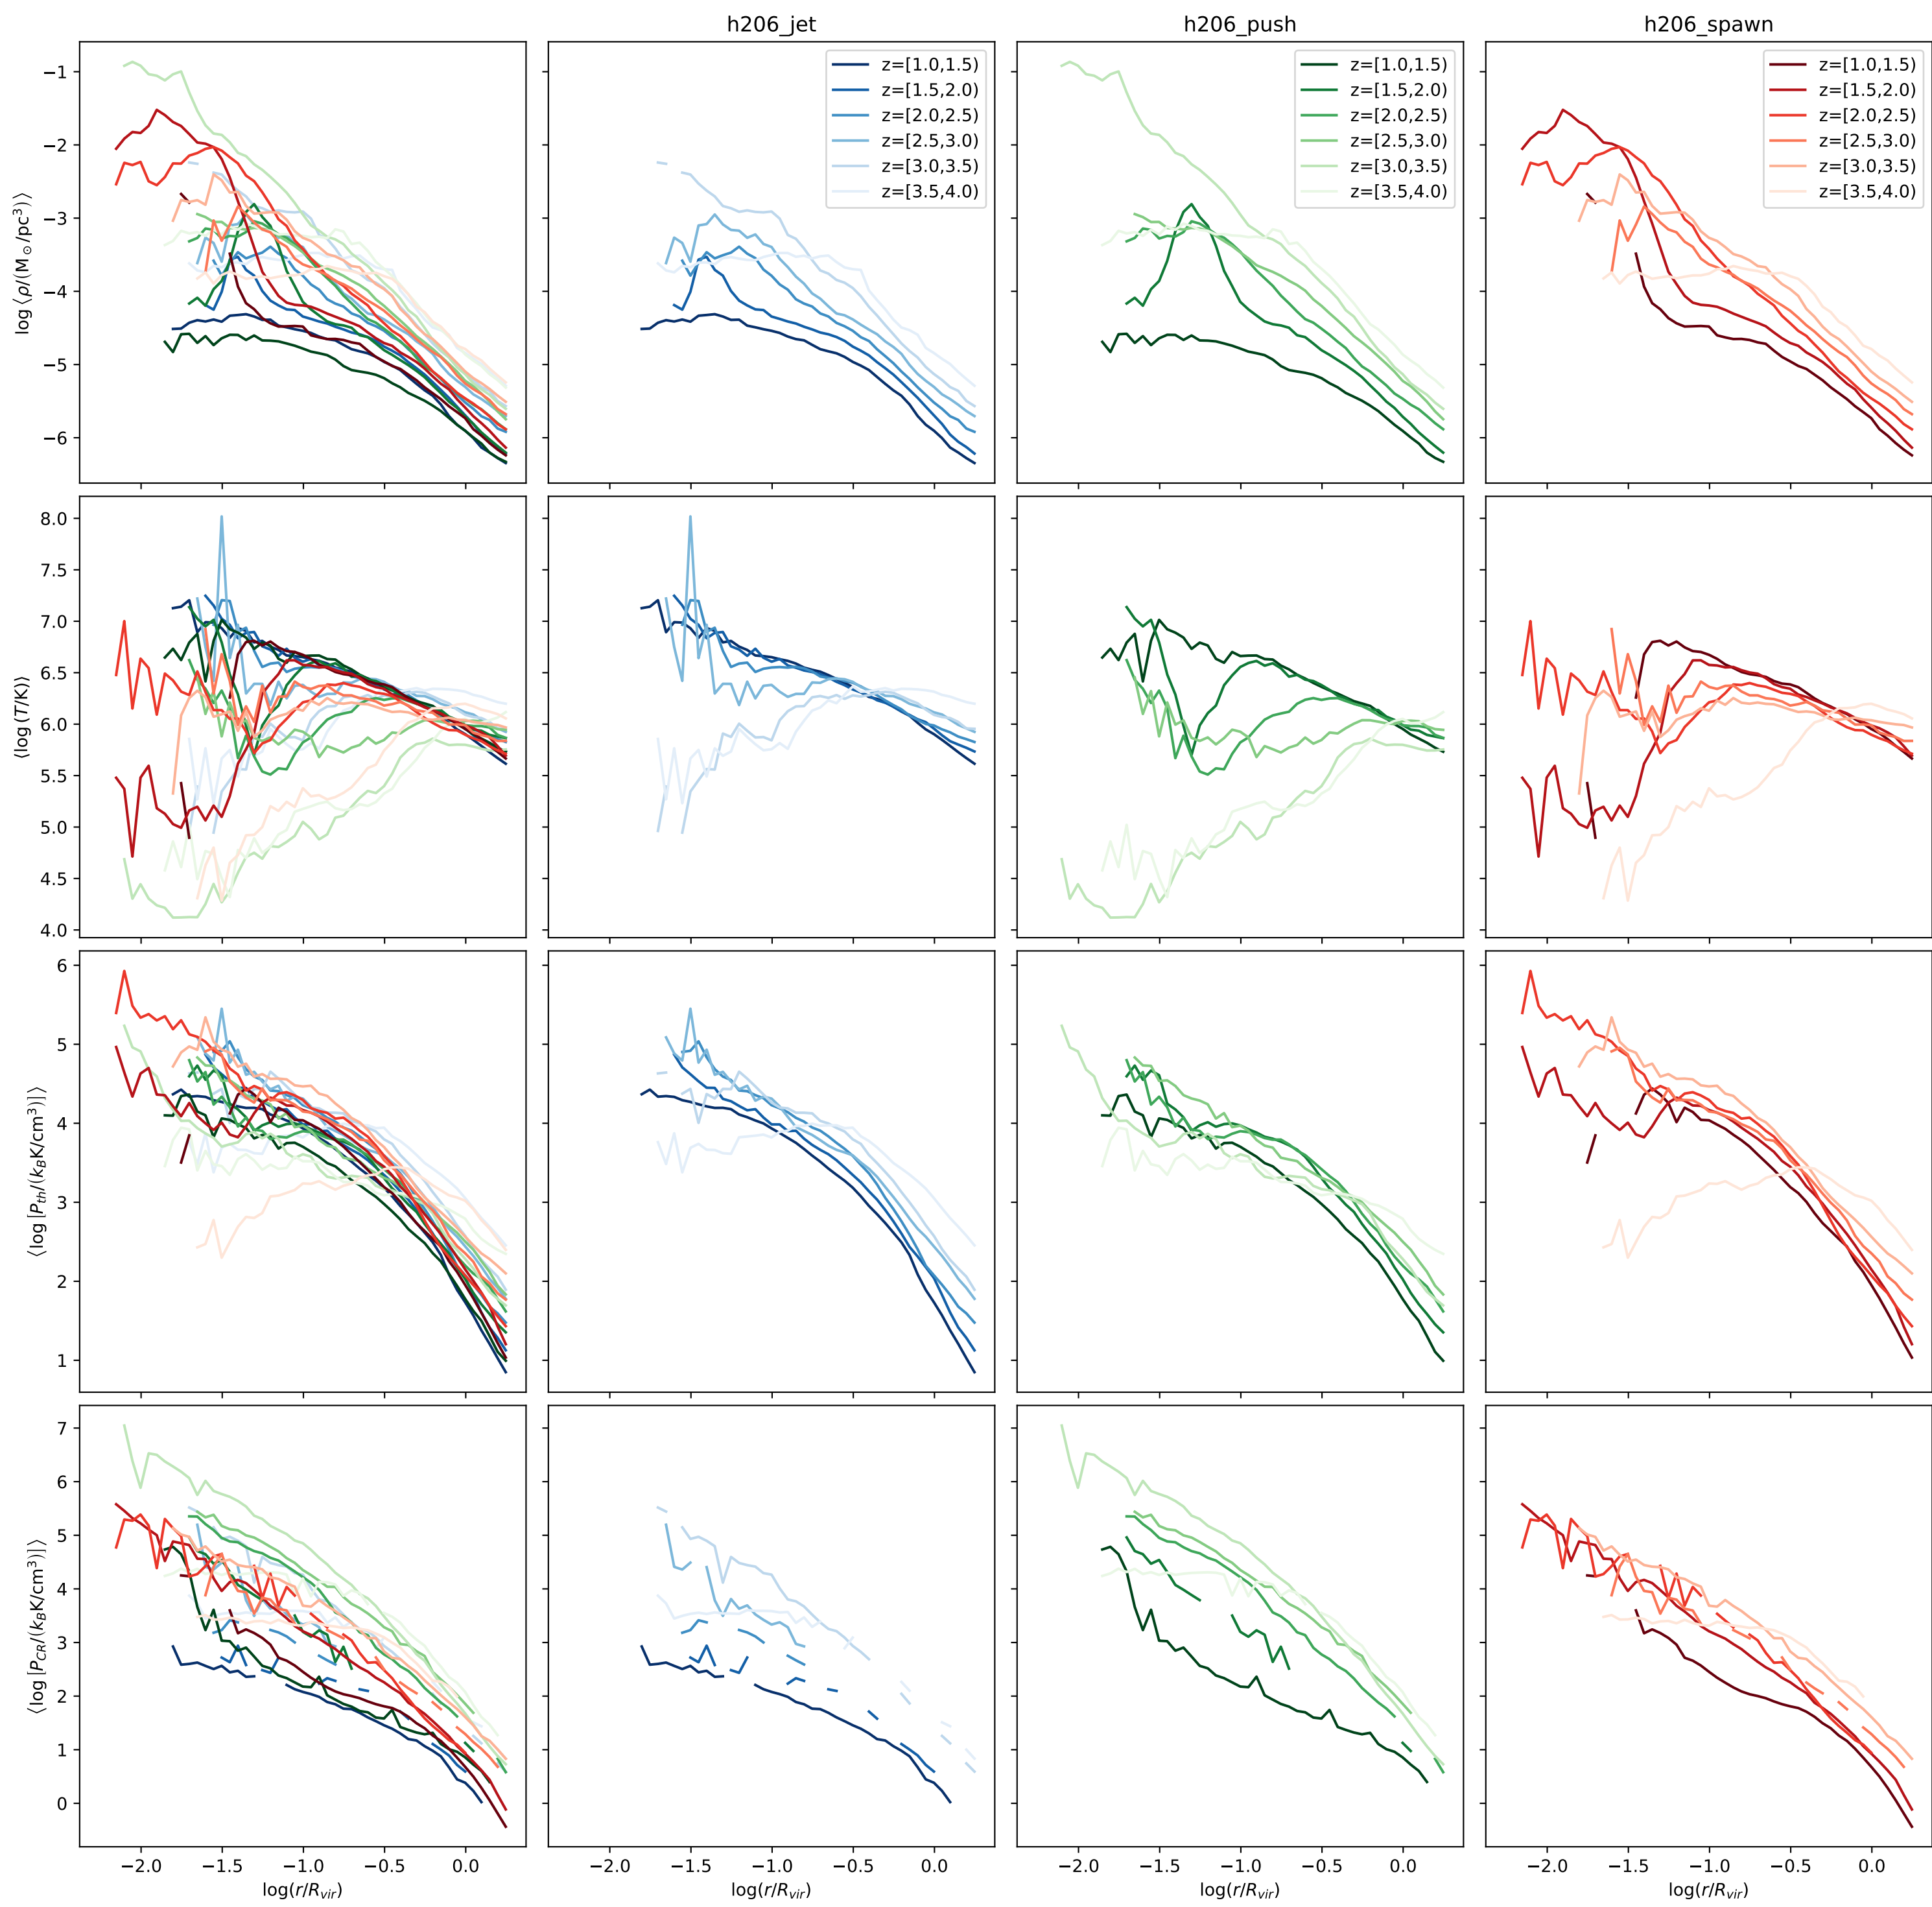 h206_jet
h206_push
h206_spawn
z=[1.0,1.5)
z=[1.5,2.0)
z=[2.0,2.5)
z=[2.5,3.0)
z=[3.0,3.5)
z=[3.5,4.0)
z=[1.0,1.5)
z=[1.5,2.0)
z=[2.0,2.5)
z=[2.5,3.0)
z=[3.0,3.5)
z=[3.5,4.0)
z=[1.0,1.5)
z=[1.5,2.0)
z=[2.0,2.5)
z=[2.5,3.0)
z=[3.0,3.5)
z=[3.5,4.0)
log ⟨ρ/(M⊙/pc³)⟩
−1
−2
−3
−4
−5
−6
⟨log (T/K)⟩
8.0
7.5
7.0
6.5
6.0
5.5
5.0
4.5
4.0
⟨log [P_th/(k_B K/cm³)]⟩
6
5
4
3
2
1
⟨log [P_CR/(k_B K/cm³)]⟩
7
6
5
4
3
2
1
0
−2.0 −1.5 −1.0 −0.5 0.0
−2.0 −1.5 −1.0 −0.5 0.0
−2.0 −1.5 −1.0 −0.5 0.0
−2.0 −1.5 −1.0 −0.5 0.0
log(r/R_vir)
log(r/R_vir)
log(r/R_vir)
log(r/R_vir)